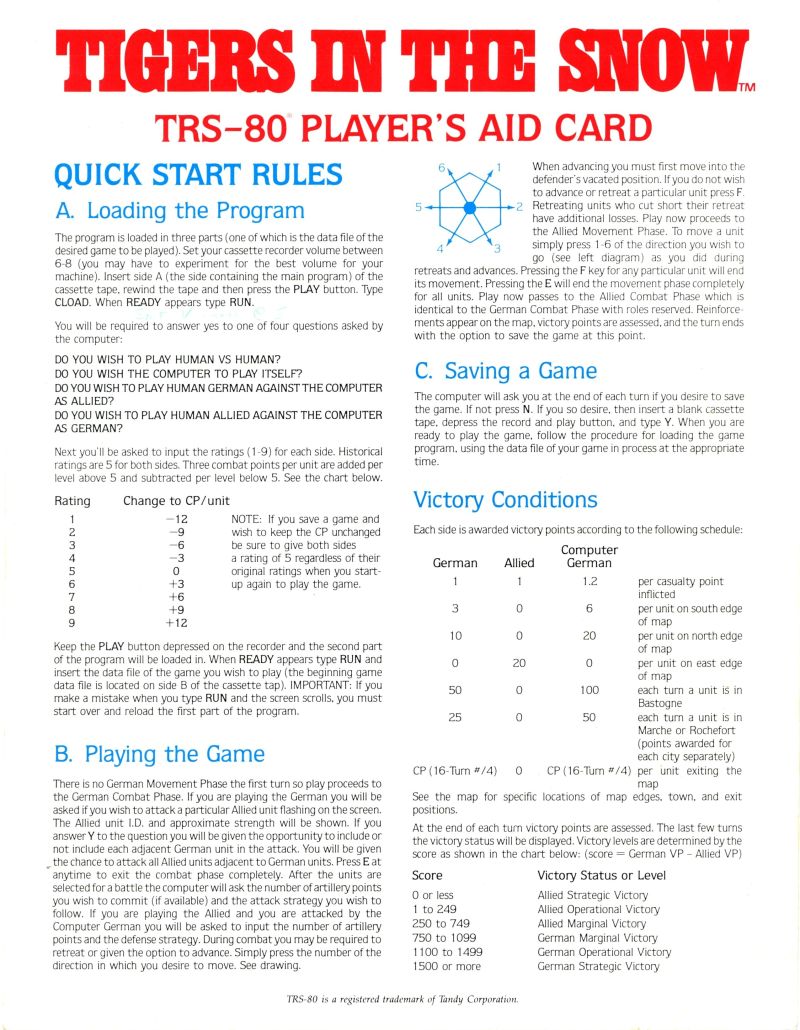 TIGERS IN THE SNOW™
TRS-80® PLAYER'S AID CARD
QUICK START RULES
A. Loading the Program
The program is loaded in three parts (one of which is the data file of the
desired game to be played). Set your cassette recorder volume between
6-8 (you may have to experiment for the best volume for your
machine). Insert side A (the side containing the main program) of the
cassette tape, rewind the tape and then press the PLAY button. Type
CLOAD. When READY appears type RUN.
You will be required to answer yes to one of four questions asked by
the computer:
DO YOU WISH TO PLAY HUMAN VS HUMAN?
DO YOU WISH THE COMPUTER TO PLAY ITSELF?
DO YOU WISH TO PLAY HUMAN GERMAN AGAINST THE COMPUTER
AS ALLIED?
DO YOU WISH TO PLAY HUMAN ALLIED AGAINST THE COMPUTER
AS GERMAN?
Next you'll be asked to input the ratings (1-9) for each side. Historical
ratings are 5 for both sides. Three combat points per unit are added per
level above 5 and subtracted per level below 5. See the chart below.
Rating Change to CP/unit
1 −12
2 −9
3 −6
4 −3
5 0
6 +3
7 +6
8 +9
9 +12
NOTE: If you save a game and
wish to keep the CP unchanged
be sure to give both sides
a rating of 5 regardless of their
original ratings when you start-
up again to play the game.
Keep the PLAY button depressed on the recorder and the second part
of the program will be loaded in. When READY appears type RUN and
insert the data file of the game you wish to play (the beginning game
data file is located on side B of the cassette tap). IMPORTANT: If you
make a mistake when you type RUN and the screen scrolls, you must
start over and reload the first part of the program.
B. Playing the Game
There is no German Movement Phase the first turn so play proceeds to
the German Combat Phase. If you are playing the German you will be
asked if you wish to attack a particular Allied unit flashing on the screen.
The Allied unit I.D. and approximate strength will be shown. If you
answer Y to the question you will be given the opportunity to include or
not include each adjacent German unit in the attack. You will be given
the chance to attack all Allied units adjacent to German units. Press E at
anytime to exit the combat phase completely. After the units are
selected for a battle the computer will ask the number of artillery points
you wish to commit (if available) and the attack strategy you wish to
follow. If you are playing the Allied and you are attacked by the
Computer German you will be asked to input the number of artillery
points and the defense strategy. During combat you may be required to
retreat or given the option to advance. Simply press the number of the
direction in which you desire to move. See drawing.
6 1
5 2
4 3
When advancing you must first move into the
defender's vacated position. If you do not wish
to advance or retreat a particular unit press F.
Retreating units who cut short their retreat
have additional losses. Play now proceeds to
the Allied Movement Phase. To move a unit
simply press 1-6 of the direction you wish to
go (see left diagram) as you did during
retreats and advances. Pressing the F key for any particular unit will end
its movement. Pressing the E will end the movement phase completely
for all units. Play now passes to the Allied Combat Phase which is
identical to the German Combat Phase with roles reserved. Reinforce-
ments appear on the map, victory points are assessed, and the turn ends
with the option to save the game at this point.
C. Saving a Game
The computer will ask you at the end of each turn if you desire to save
the game. If not press N. If you so desire, then insert a blank cassette
tape, depress the record and play button, and type Y. When you are
ready to play the game, follow the procedure for loading the game
program, using the data file of your game in process at the appropriate
time.
Victory Conditions
Each side is awarded victory points according to the following schedule:
Computer
German Allied German
1 1 1.2 per casualty point
inflicted
3 0 6 per unit on south edge
of map
10 0 20 per unit on north edge
of map
0 20 0 per unit on east edge
of map
50 0 100 each turn a unit is in
Bastogne
25 0 50 each turn a unit is in
Marche or Rochefort
(points awarded for
each city separately)
CP (16-Turn #/4) 0 CP (16-Turn #/4) per unit exiting the
map
See the map for specific locations of map edges, town, and exit
positions.
At the end of each turn victory points are assessed. The last few turns
the victory status will be displayed. Victory levels are determined by the
score as shown in the chart below: (score = German VP – Allied VP)
Score Victory Status or Level
0 or less Allied Strategic Victory
1 to 249 Allied Operational Victory
250 to 749 Allied Marginal Victory
750 to 1099 German Marginal Victory
1100 to 1499 German Operational Victory
1500 or more German Strategic Victory
TRS-80 is a registered trademark of Tandy Corporation.